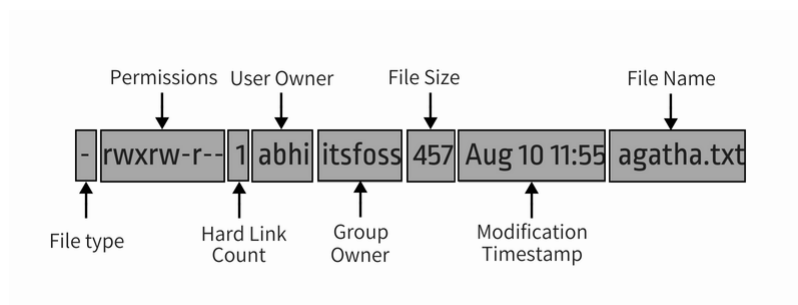 Permissions User Owner File Size File Name
- rwxrw-r-- 1 abhi itsfoss 457 Aug 10 11:55 agatha.txt
File type Hard Link Count Group Owner Modification Timestamp